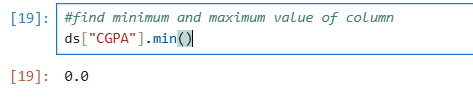 [19]: #find minimum and maximum value of column
ds["CGPA"].min()
[19]: 0.0